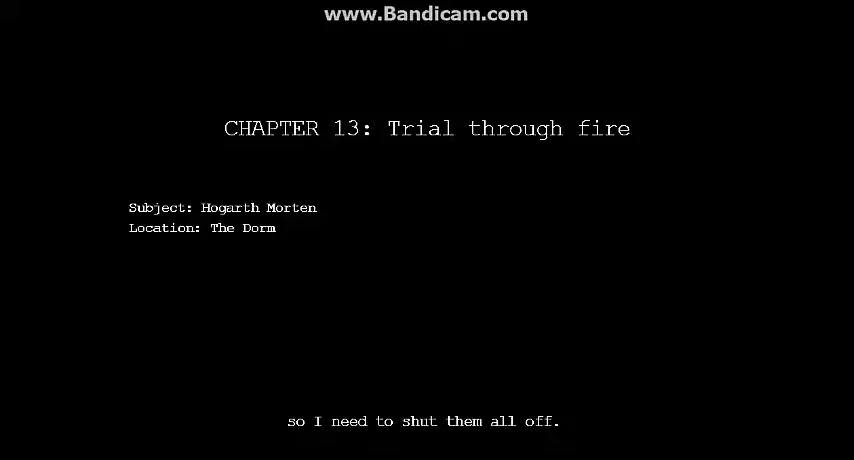 www.Bandicam.com
CHAPTER 13: Trial through fire
Subject: Hogarth Morten
Location: The Dorm
so I need to shut them all off.